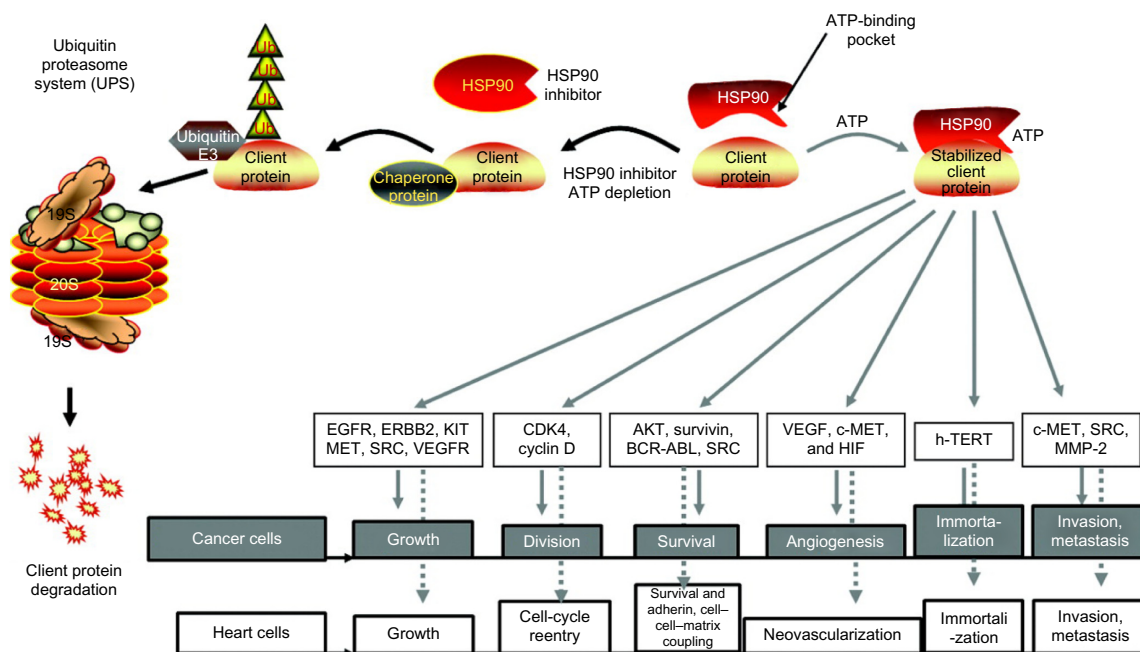 Ubiquitin
proteasome
system (UPS)
Ub
Ub
Ub
Ub
Ubiquitin
E3
Client
protein
HSP90
HSP90
inhibitor
Chaperone
protein
Client
protein
HSP90 inhibitor
ATP depletion
ATP-binding
pocket
HSP90
Client
protein
ATP
HSP90
ATP
Stabilized
client
protein
19S
20S
19S
Client protein
degradation
EGFR, ERBB2, KIT
MET, SRC, VEGFR
CDK4,
cyclin D
AKT, survivin,
BCR-ABL, SRC
VEGF, c-MET,
and HIF
h-TERT
c-MET, SRC,
MMP-2
Cancer cells
Growth
Division
Survival
Angiogenesis
Immorta-
lization
Invasion,
metastasis
Heart cells
Growth
Cell-cycle
reentry
Survival and
adherin, cell–
cell–matrix
coupling
Neovascularization
Immortali
-zation
Invasion,
metastasis